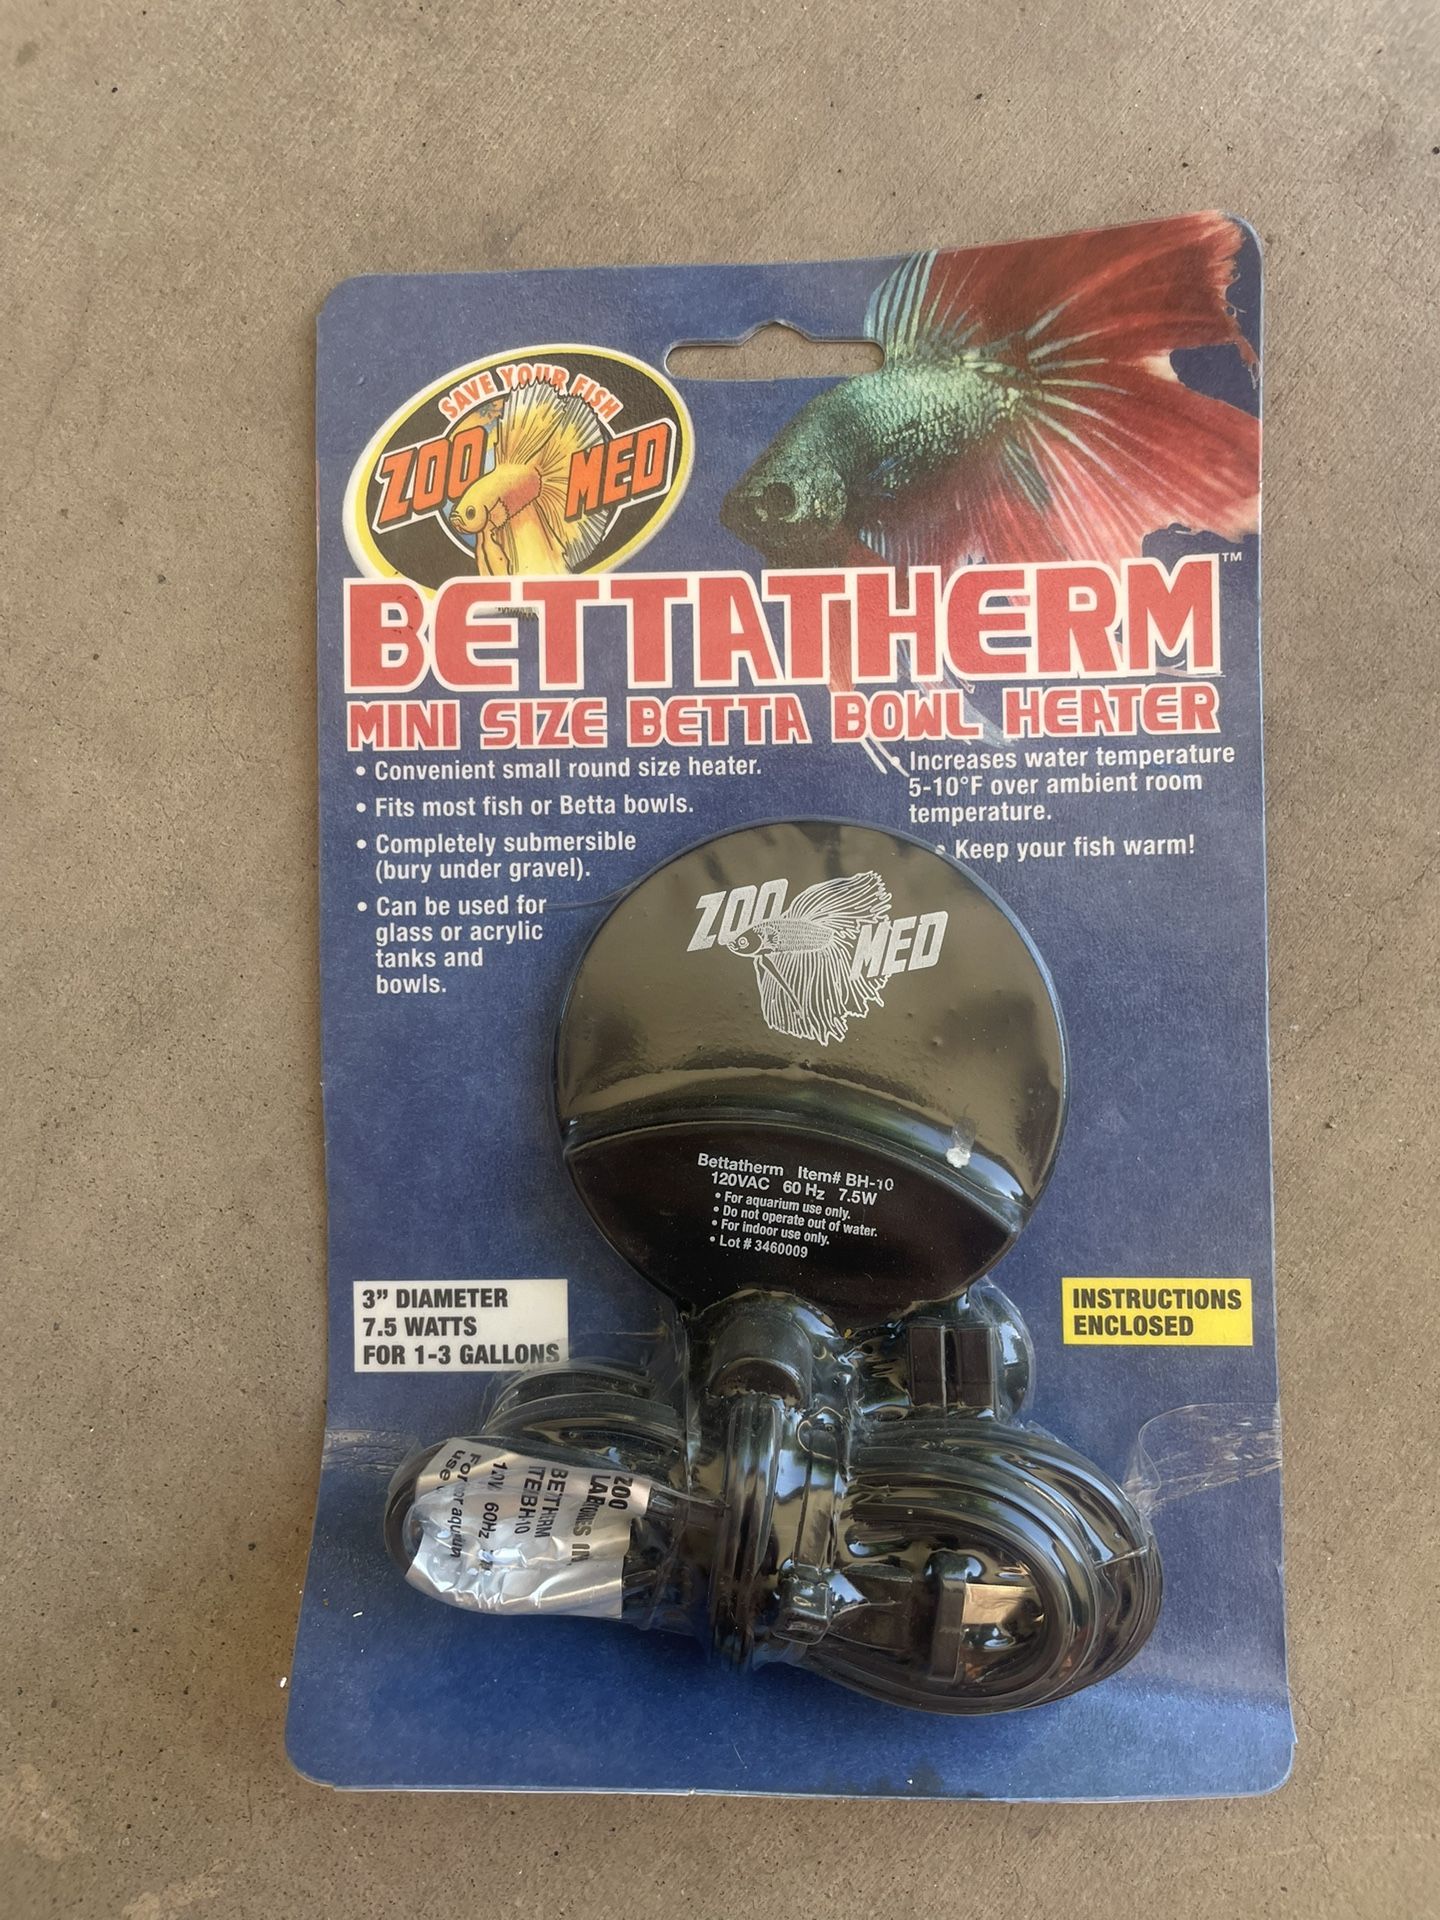 SAVE YOUR FISH
ZOO MED
BETTATHERM™
MINI SIZE BETTA BOWL HEATER
• Convenient small round size heater.
• Fits most fish or Betta bowls.
• Completely submersible
(bury under gravel).
• Can be used for
glass or acrylic
tanks and
bowls.
• Increases water temperature
5-10°F over ambient room
temperature.
• Keep your fish warm!
ZOO MED
Bettatherm Item# BH-10
120VAC 60 Hz 7.5W
• For aquarium use only.
• Do not operate out of water.
• For indoor use only.
• Lot # 3460009
3” DIAMETER
7.5 WATTS
FOR 1-3 GALLONS
INSTRUCTIONS
ENCLOSED
ZOO
60Hz
use